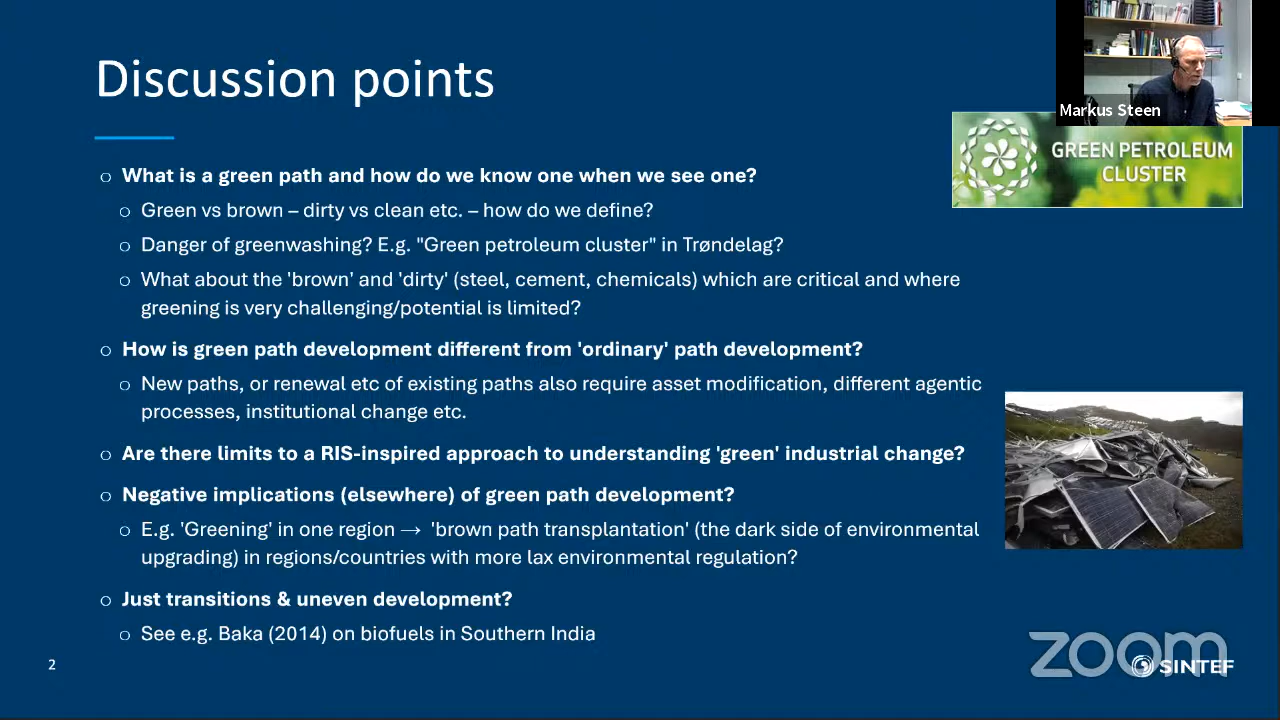 Discussion points
Markus Steen
GREEN PETROLEUM
CLUSTER
o What is a green path and how do we know one when we see one?
o Green vs brown – dirty vs clean etc. – how do we define?
o Danger of greenwashing? E.g. "Green petroleum cluster" in Trøndelag?
o What about the 'brown' and 'dirty' (steel, cement, chemicals) which are critical and where
greening is very challenging/potential is limited?
o How is green path development different from 'ordinary' path development?
o New paths, or renewal etc of existing paths also require asset modification, different agentic
processes, institutional change etc.
o Are there limits to a RIS-inspired approach to understanding 'green' industrial change?
o Negative implications (elsewhere) of green path development?
o E.g. 'Greening' in one region → 'brown path transplantation' (the dark side of environmental
upgrading) in regions/countries with more lax environmental regulation?
o Just transitions & uneven development?
o See e.g. Baka (2014) on biofuels in Southern India
2
zoom
SINTEF